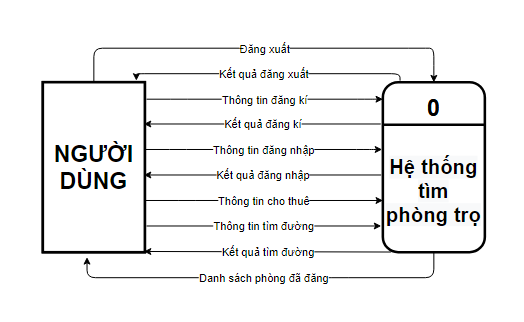 Đăng xuất
Kết quả đăng xuất
Thông tin đăng kí
Kết quả đăng kí
Thông tin đăng nhập
Kết quả đăng nhập
Thông tin cho thuê
Thông tin tìm đường
Kết quả tìm đường
Danh sách phòng đã đăng
NGƯỜI
DÙNG
0
Hệ thống
tìm
phòng trọ